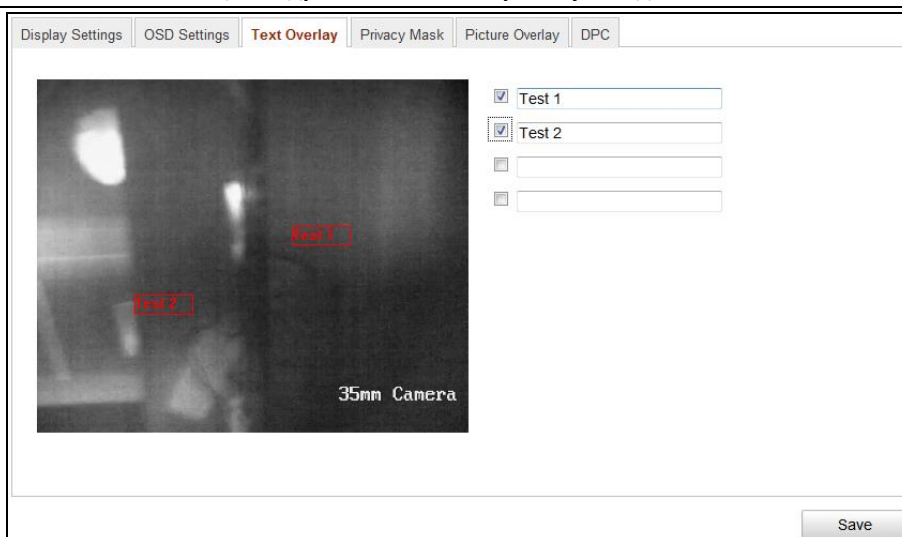 Display Settings OSD Settings Text Overlay Privacy Mask Picture Overlay DPC
Test 1
Test 2
Test 1
Test 2
35mm Camera
Save